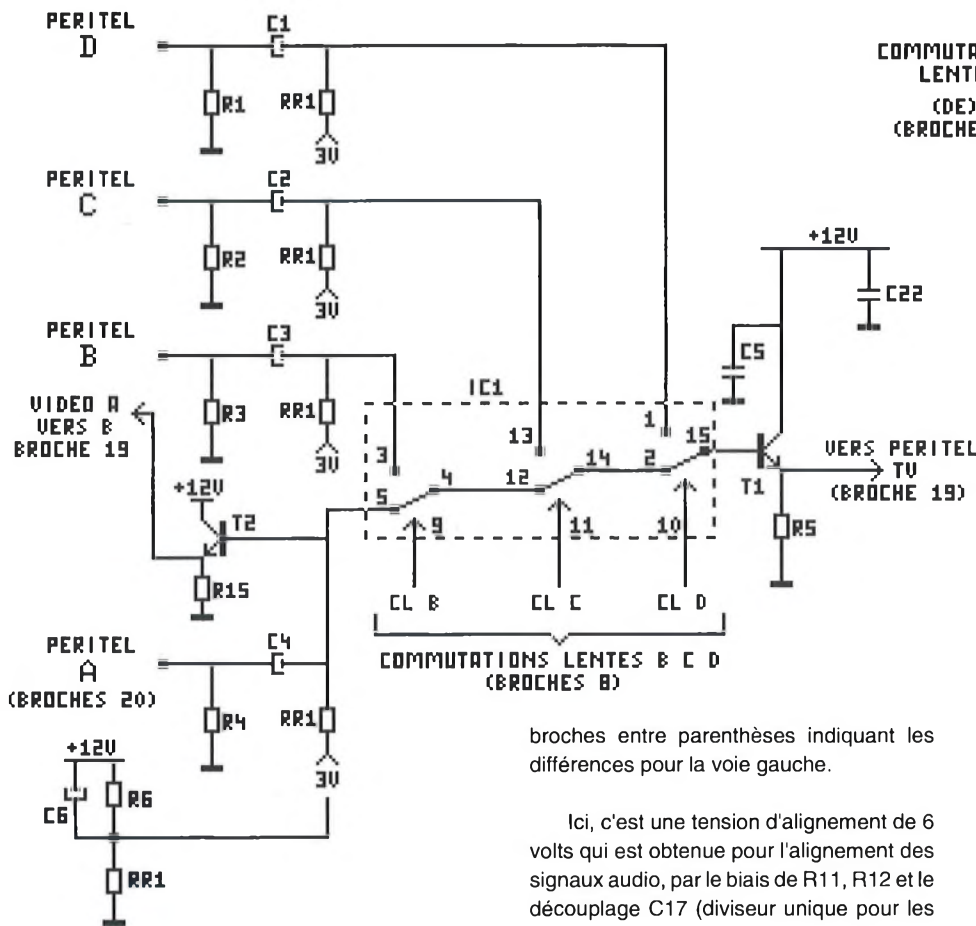 PERITEL
D
C1
R1
RR1
3V
COMMUTA
LENT
(DE)
(BROCHE
PERITEL
C
C2
R2
RR1
3V
+12V
C22
C5
PERITEL
B
C3
R3
RR1
3V
VIDEO A
VERS B
BROCHE 19
IC1
3
13
1
15
4
12
14
2
5
9
11
10
T1
VERS PERITEL
TV
(BROCHE 19)
R5
+12V
T2
R15
CL B
CL C
CL D
COMMUTATIONS LENTES B C D
(BROCHES 8)
PERITEL
A
(BROCHES 20)
C4
R4
RR1
3V
+12V
C6
R6
RR1
broches entre parenthèses indiquant les
différences pour la voie gauche.
Ici, c'est une tension d'alignement de 6
volts qui est obtenue pour l'alignement des
signaux audio, par le biais de R11, R12 et le
découplage C17 (diviseur unique pour les